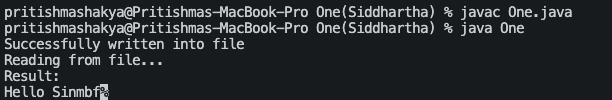 pritishmashakya@Pritishmas-MacBook-Pro One(Siddhartha) % javac One.java
pritishmashakya@Pritishmas-MacBook-Pro One(Siddhartha) % java One
Successfully written into file
Reading from file...
Result:
Hello Sinmbf%